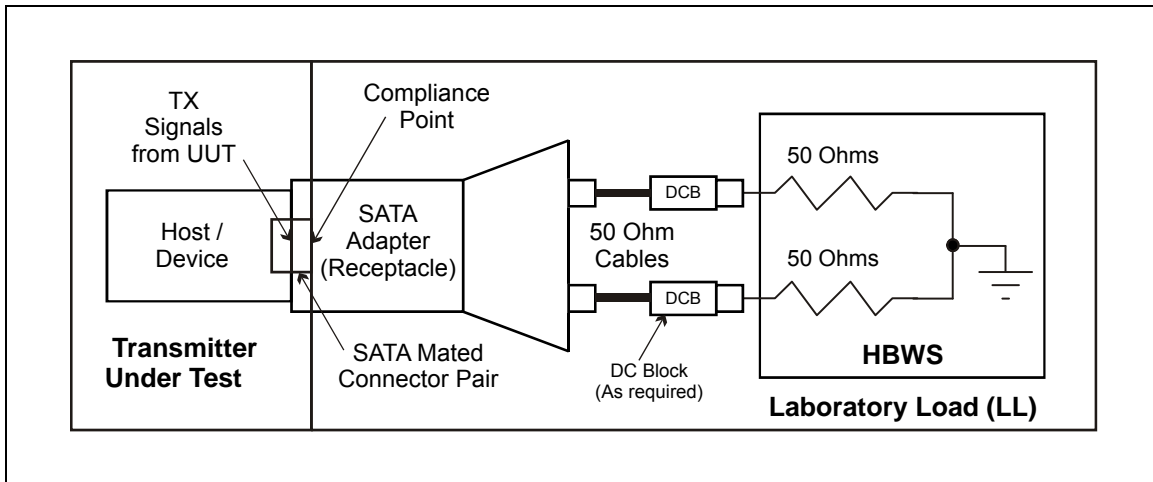 TX
Signals
from UUT
Compliance
Point
Host /
Device
SATA
Adapter
(Receptacle)
50 Ohm
Cables
DCB
DCB
50 Ohms
50 Ohms
HBWS
Transmitter
Under Test
SATA Mated
Connector Pair
DC Block
(As required)
Laboratory Load (LL)